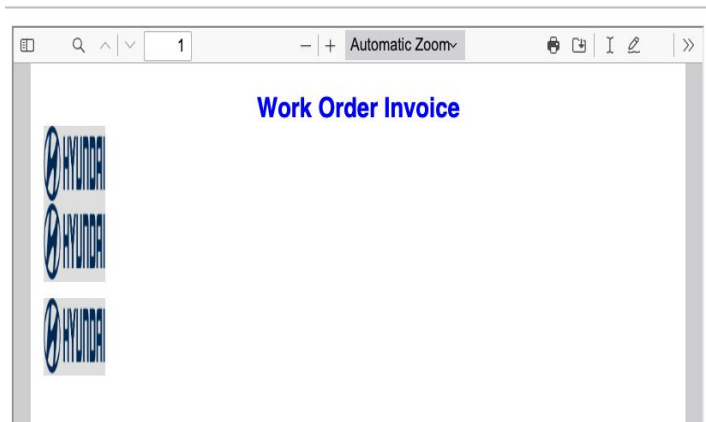 1
Automatic Zoom
Work Order Invoice
HYUNDAI
HYUNDAI
HYUNDAI